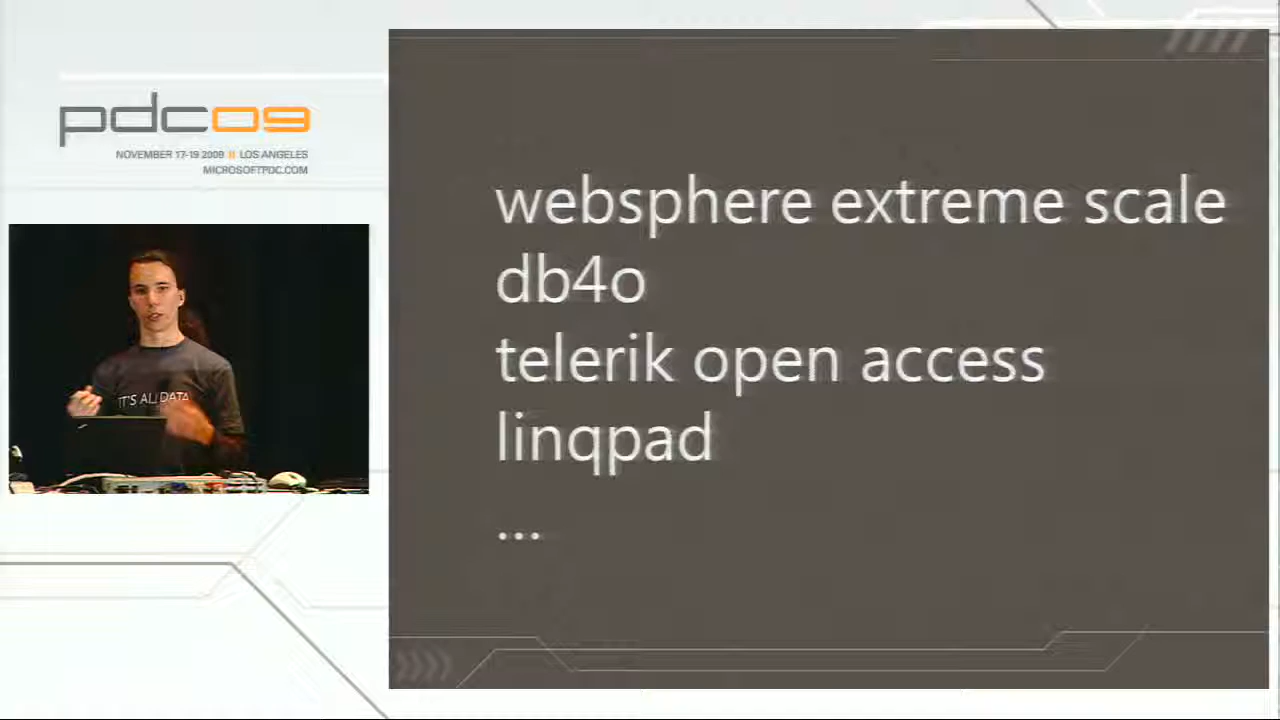 pdc09
NOVEMBER 17-19 2009 || LOS ANGELES
MICROSOFTPDC.COM
IT'S ALL DATA
websphere extreme scale
db4o
telerik open access
linqpad
...